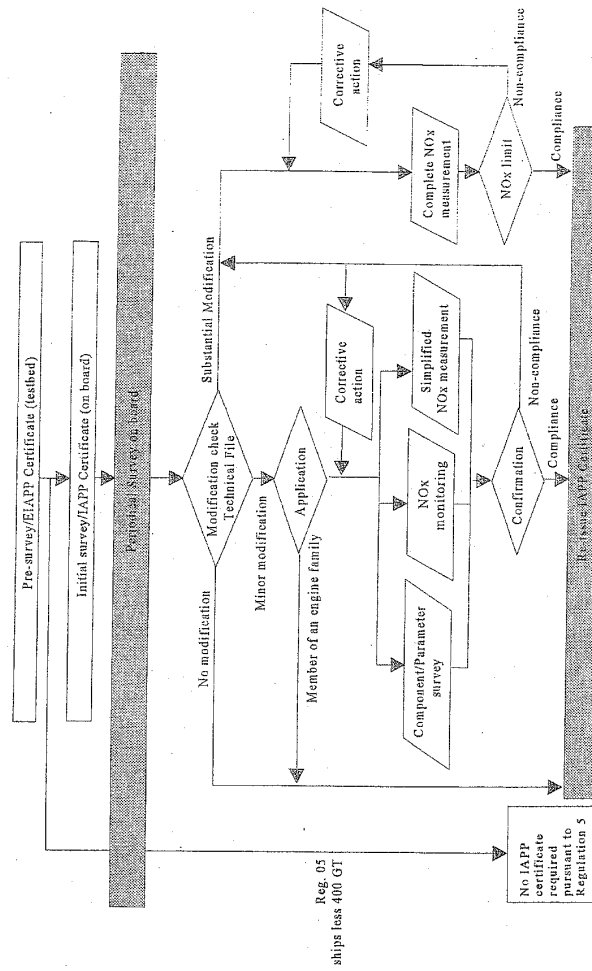 Pre-survey/EIAPP Certificate (testbed)
Initial survey/IAPP Certificate (on board)
Periodical Survey on board
Modification check
Technical File
No modification
Minor modification
Substantial Modification
Application
Member of an engine family
Corrective
action
Corrective
action
Component/Parameter
survey
NOx
monitoring
Simplified
NOx measurement
Complete NOx
measurement
Confirmation
Non-compliance
Compliance
NOx limit
Non-compliance
Compliance
Reg. 05
ships less 400 GT
No IAPP
certificate
required
pursuant to
Regulation 5
Re-issue IAPP Certificate